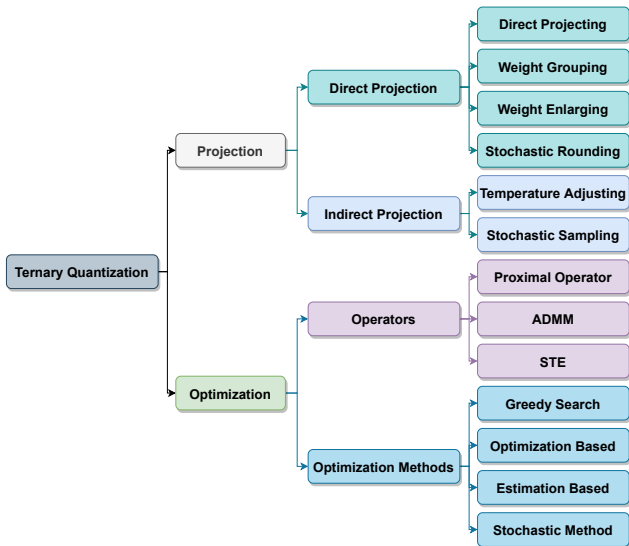 Ternary Quantization
Projection
Direct Projection
Direct Projecting
Weight Grouping
Weight Enlarging
Stochastic Rounding
Indirect Projection
Temperature Adjusting
Stochastic Sampling
Optimization
Operators
Proximal Operator
ADMM
STE
Optimization Methods
Greedy Search
Optimization Based
Estimation Based
Stochastic Method